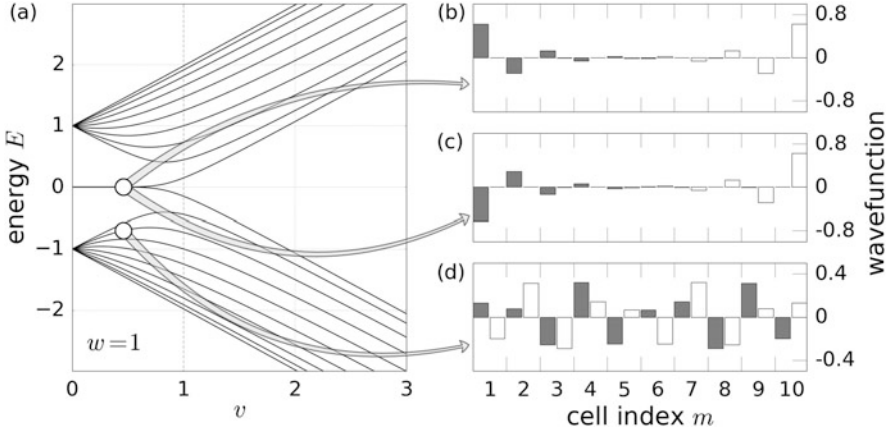 (a)
energy E
2
1
0
−1
−2
w=1
0
1
2
3
v
(b)
0.8
0
-0.8
(c)
0.8
0
-0.8
(d)
0.4
0
-0.4
1 2 3 4 5 6 7 8 9 10
cell index m
wavefunction